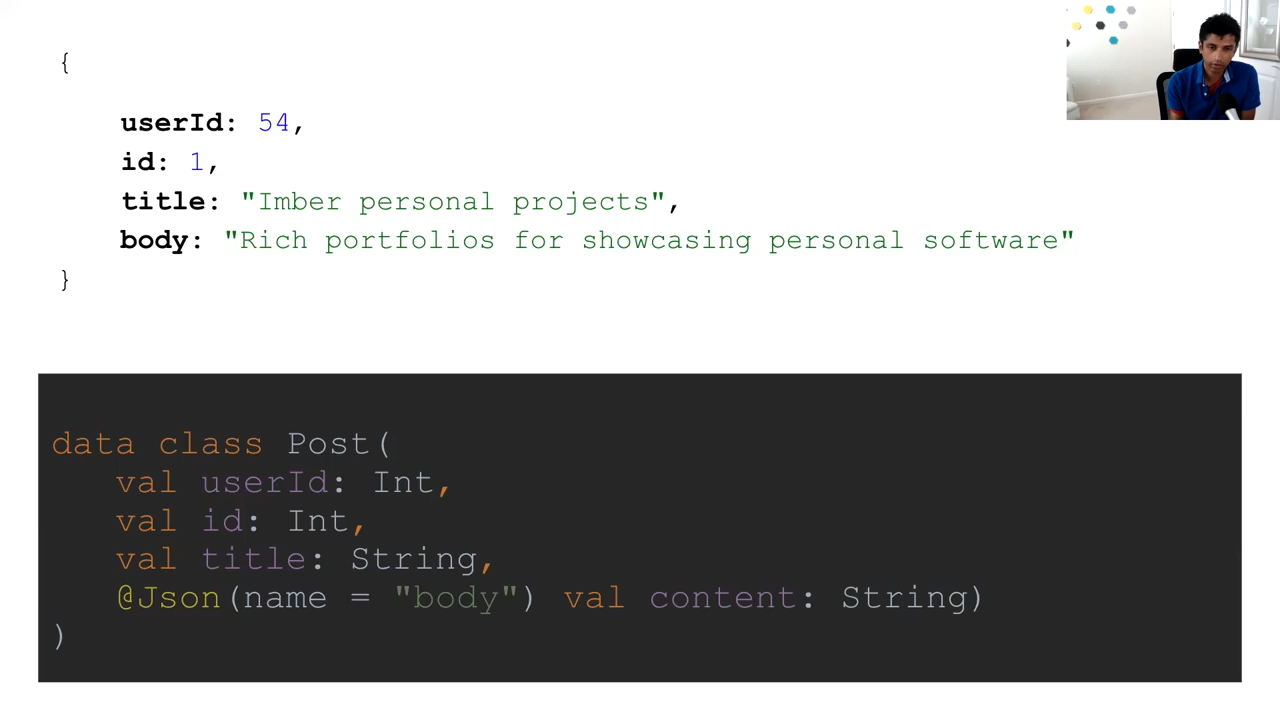 {
userId: 54,
id: 1,
title: "Imber personal projects",
body: "Rich portfolios for showcasing personal software"
}
data class Post(
val userId: Int,
val id: Int,
val title: String,
@Json(name = "body") val content: String)
)